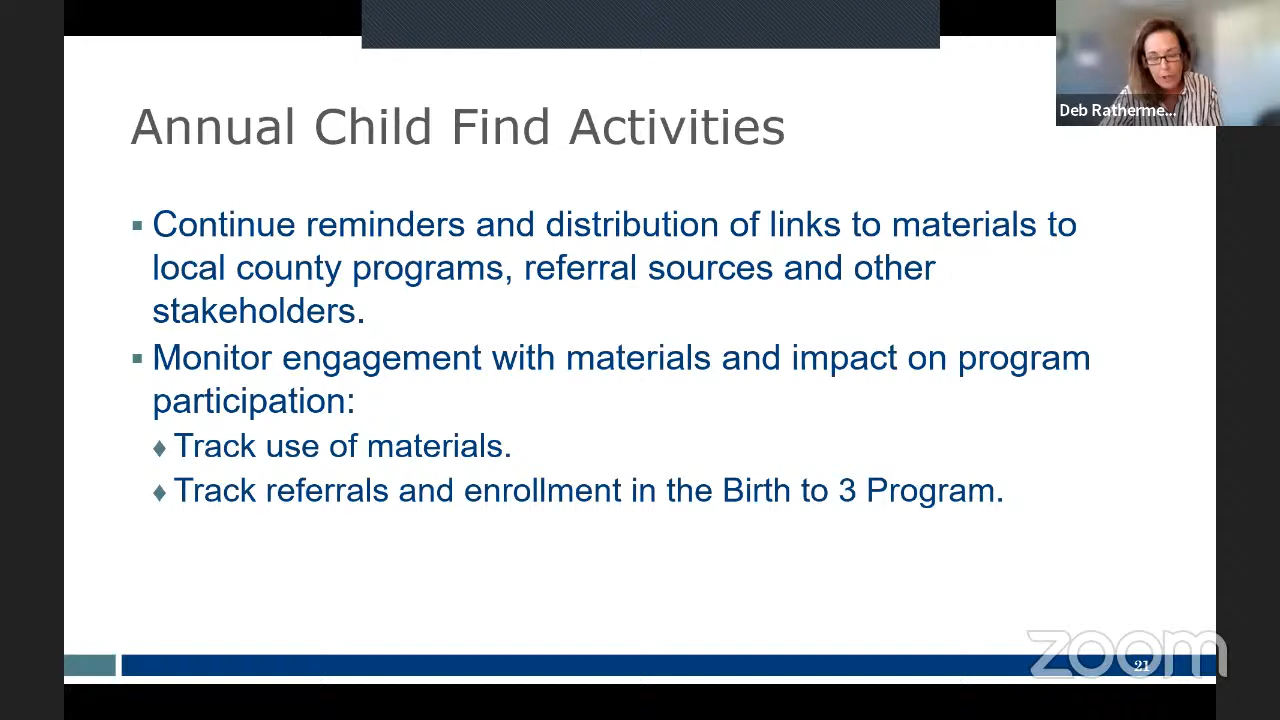 Deb Ratherme...
Annual Child Find Activities
Continue reminders and distribution of links to materials to
local county programs, referral sources and other
stakeholders.
Monitor engagement with materials and impact on program
participation:
Track use of materials.
Track referrals and enrollment in the Birth to 3 Program.
zoom
21